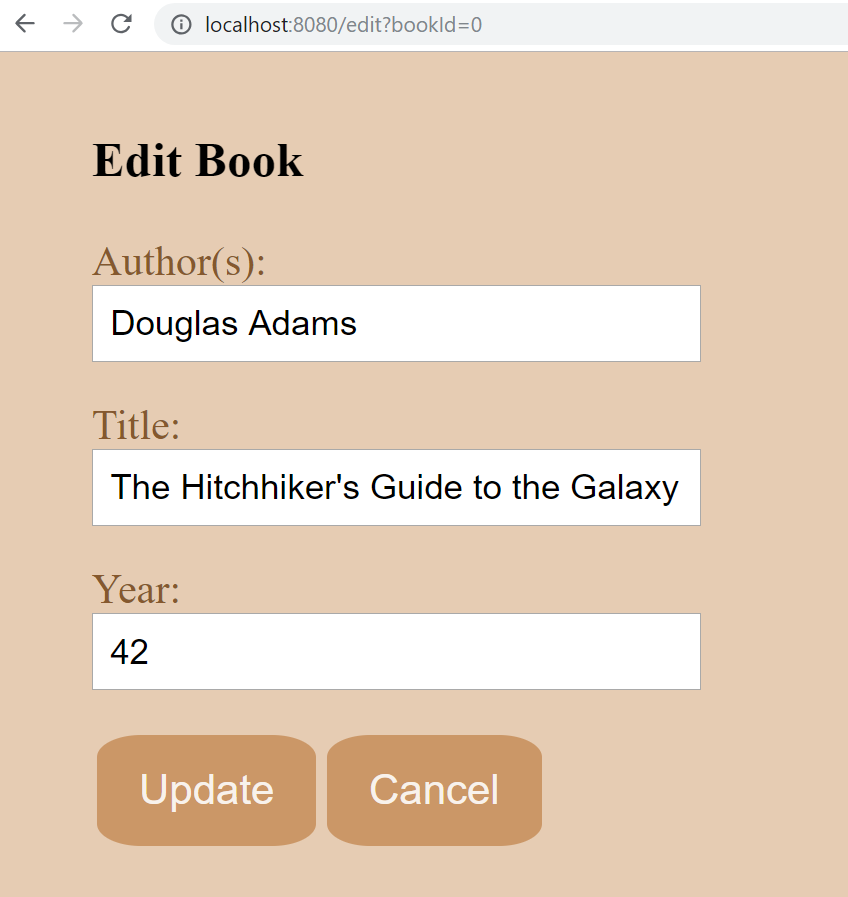 localhost:8080/edit?bookId=0
Edit Book
Author(s):
Douglas Adams
Title:
The Hitchhiker's Guide to the Galaxy
Year:
42
Update Cancel